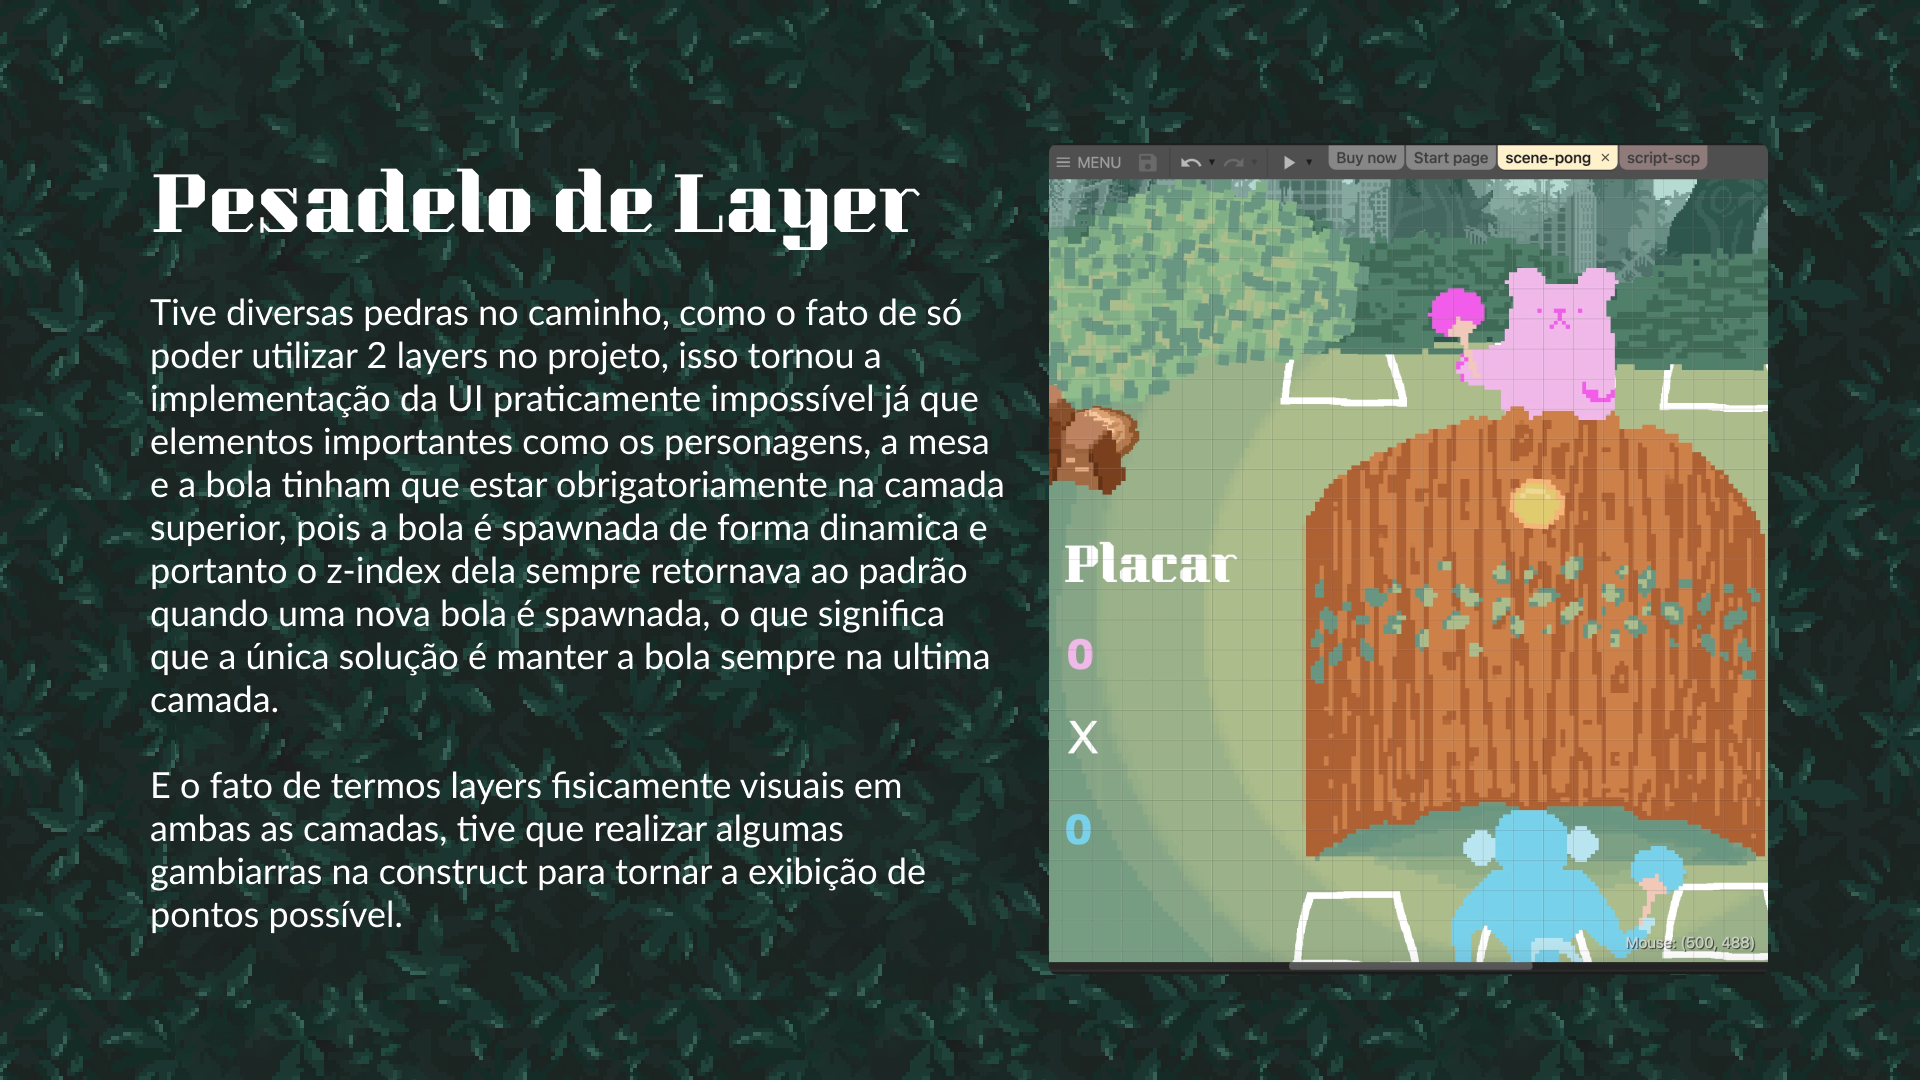 Pesadelo de Layer
Tive diversas pedras no caminho, como o fato de só
poder utilizar 2 layers no projeto, isso tornou a
implementação da UI praticamente impossível já que
elementos importantes como os personagens, a mesa
e a bola tinham que estar obrigatoriamente na camada
superior, pois a bola é spawnada de forma dinamica e
portanto o z-index dela sempre retornava ao padrão
quando uma nova bola é spawnada, o que significa
que a única solução é manter a bola sempre na ultima
camada.
E o fato de termos layers fisicamente visuais em
ambas as camadas, tive que realizar algumas
gambiarras na construct para tornar a exibição de
pontos possível.
MENU
Buy now
Start page
scene-pong ×
script-scp
Placar
0
X
0
Mouse: (500, 488)